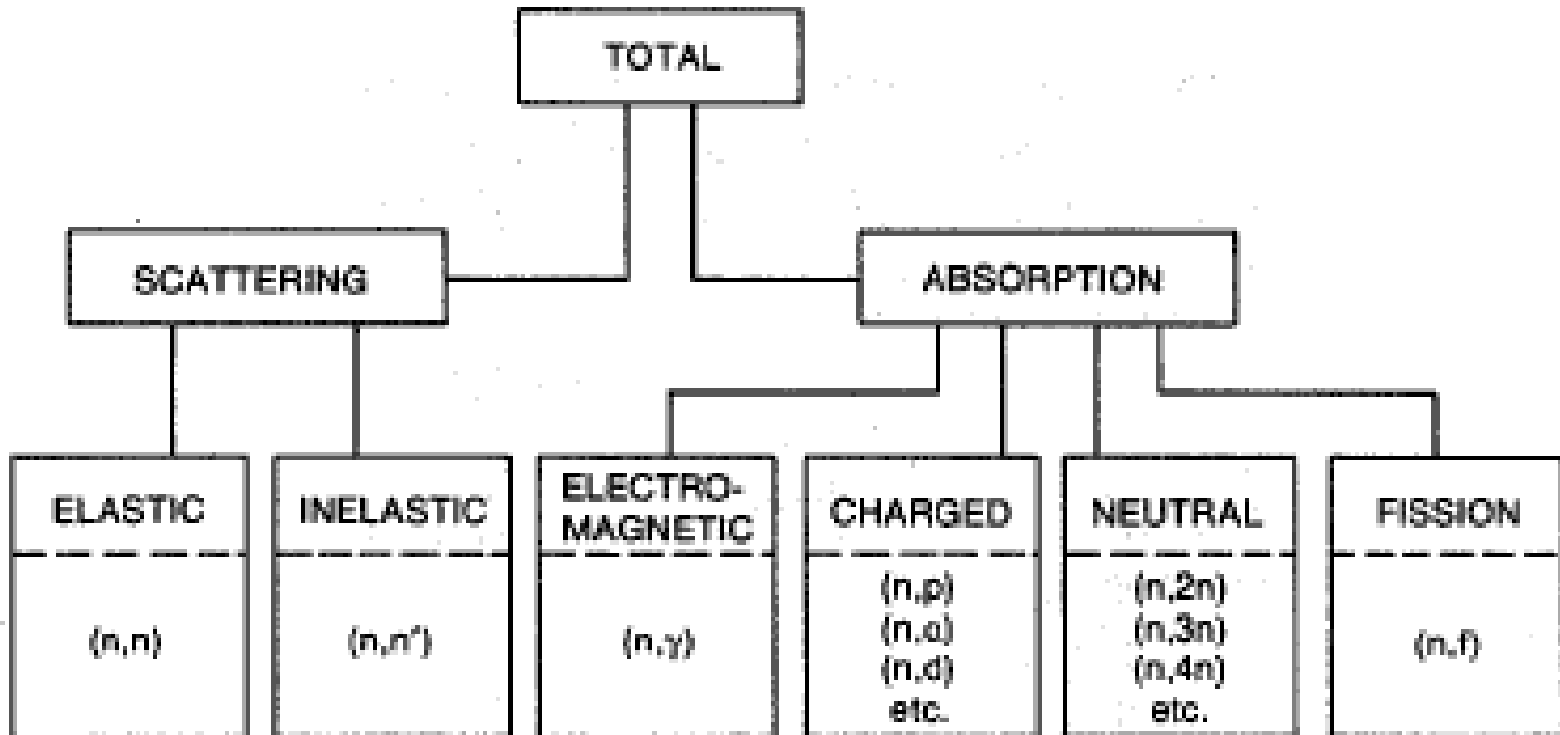 TOTAL
SCATTERING
ABSORPTION
ELASTIC
(n,n)
INELASTIC
(n,n')
ELECTRO-
MAGNETIC
(n,γ)
CHARGED
(n,p)
(n,α)
(n,d)
etc.
NEUTRAL
(n,2n)
(n,3n)
(n,4n)
etc.
FISSION
(n,f)